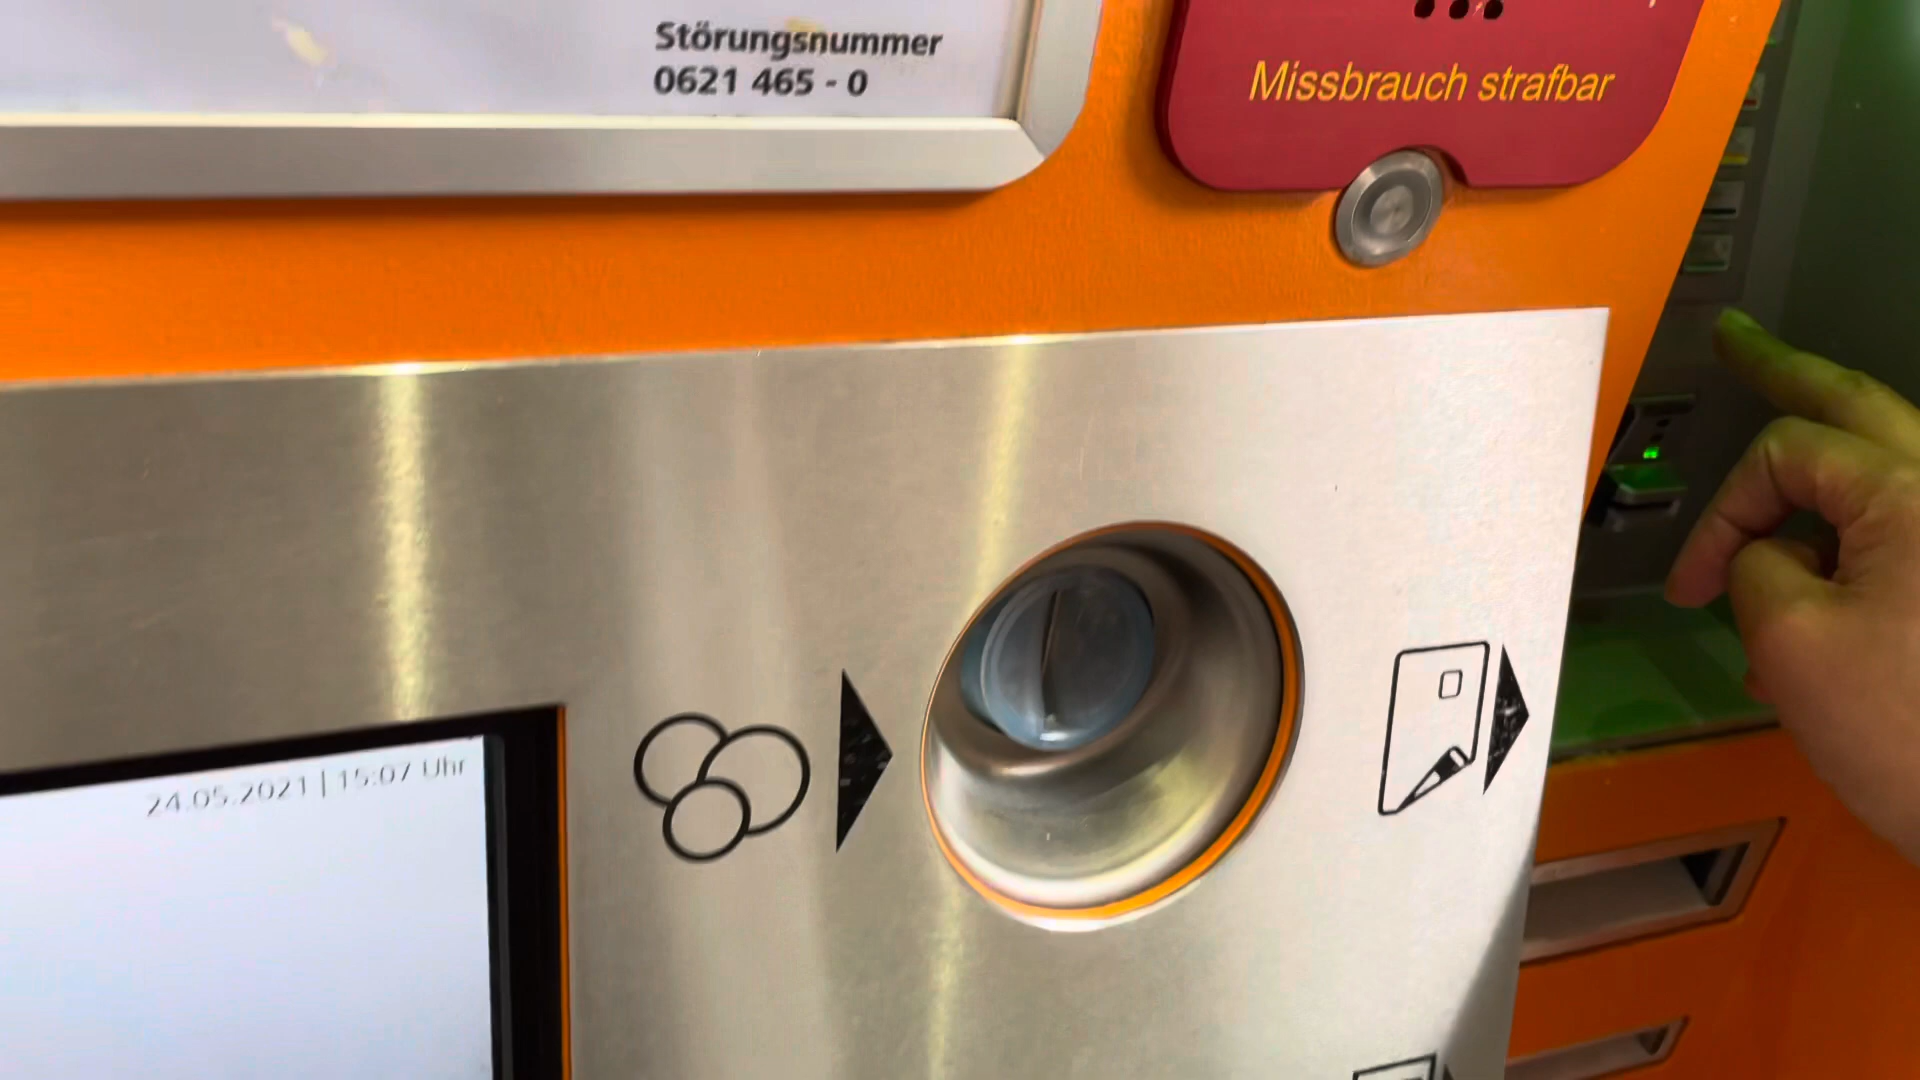 Störungsnummer
0621 465 - 0
Missbrauch strafbar
24.05.2021 | 15:07 Uhr